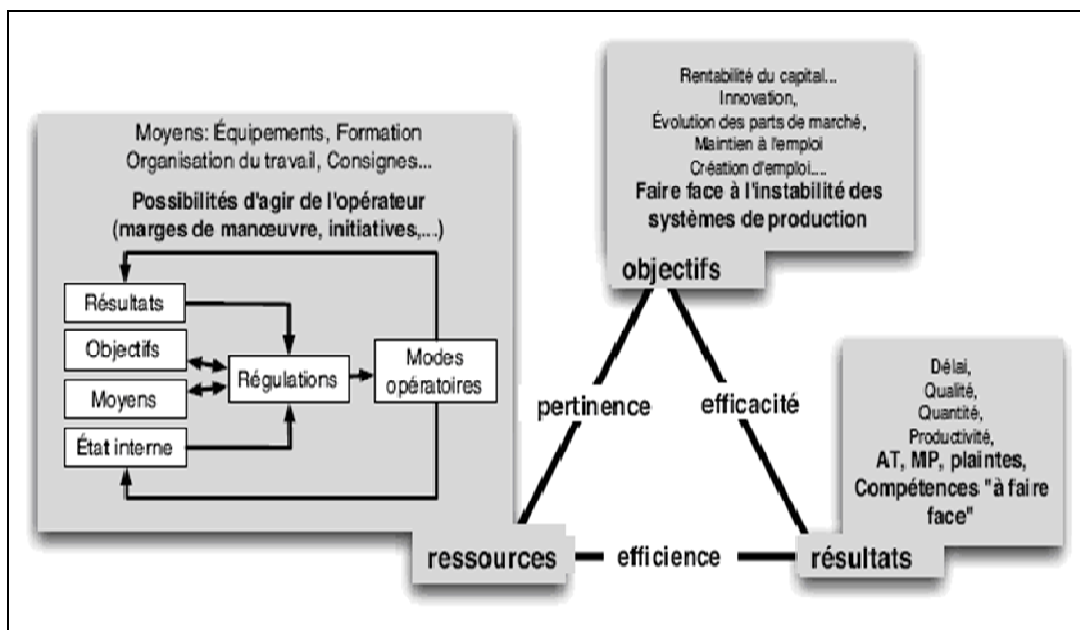 Moyens: Équipements, Formation
Organisation du travail, Consignes...
Possibilités d'agir de l'opérateur
(marges de manœuvre, initiatives,...)
Résultats
Objectifs
Moyens
État interne
Régulations
Modes
opératoires
ressources
Rentabilité du capital...
Innovation,
Évolution des parts de marché,
Maintien à l'emploi
Création d'emploi....
Faire face à l'instabilité des
systèmes de production
objectifs
pertinence
efficacité
efficience
Délai,
Qualité,
Quantité,
Productivité,
AT, MP, plaintes,
Compétences "à faire
face"
résultats